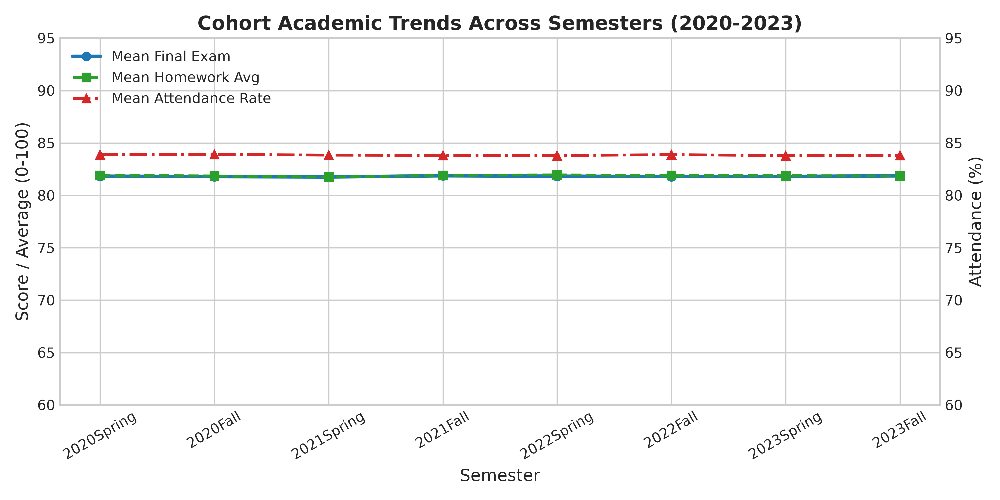 Cohort Academic Trends Across Semesters (2020-2023)
Mean Final Exam
Mean Homework Avg
Mean Attendance Rate
Score / Average (0-100)
95
90
85
80
75
70
65
60
95
90
85
80
75
70
65
60
Attendance (%)
2020Spring
2020Fall
2021Spring
2021Fall
2022Spring
2022Fall
2023Spring
2023Fall
Semester